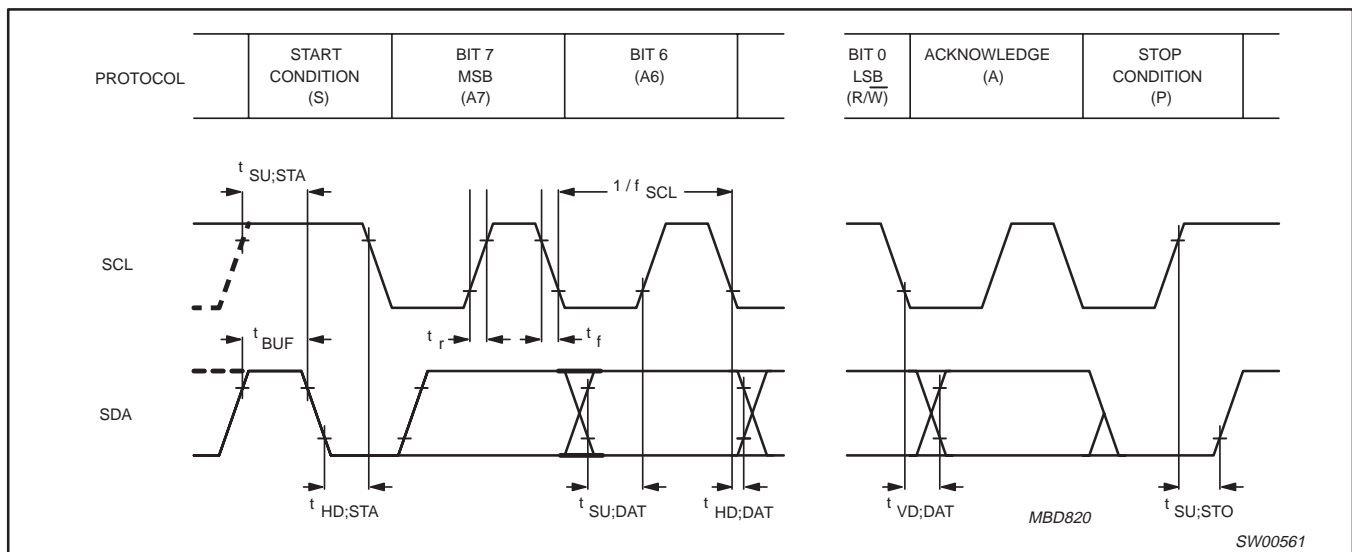 PROTOCOL
START
CONDITION
(S)
BIT 7
MSB
(A7)
BIT 6
(A6)
BIT 0
LSB
(R/W̅)
ACKNOWLEDGE
(A)
STOP
CONDITION
(P)
t SU;STA
1 / f SCL
SCL
t BUF
t r
t f
SDA
t HD;STA
t SU;DAT
t HD;DAT
t VD;DAT
t SU;STO
MBD820
SW00561